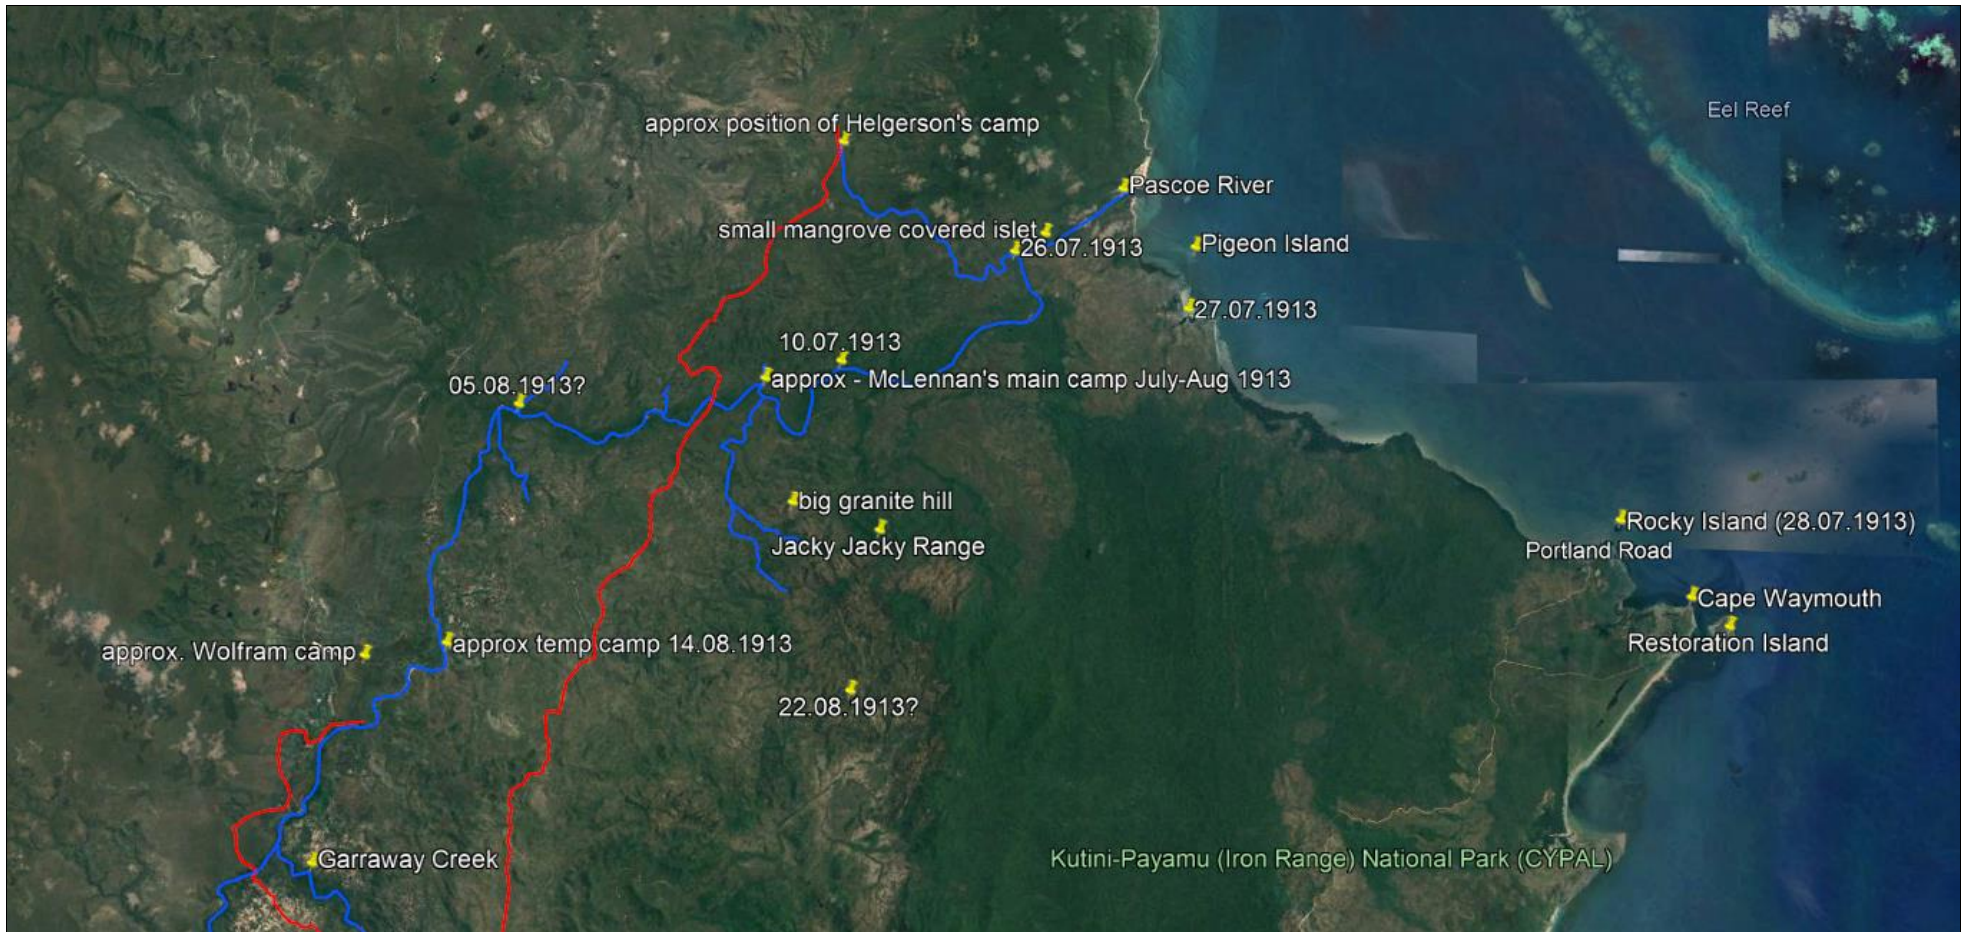 Eel Reef
approx position of Helgerson's camp
Pascoe River
small mangrove covered islet
26.07.1913
Pigeon Island
27.07.1913
10.07.1913
05.08.1913?
approx - McLennan's main camp July-Aug 1913
big granite hill
Jacky Jacky Range
Rocky Island (28.07.1913)
Portland Road
Cape Waymouth
Restoration Island
approx. Wolfram camp
approx temp camp 14.08.1913
22.08.1913?
Garraway Creek
Kutini-Payamu (Iron Range) National Park (CYPAL)